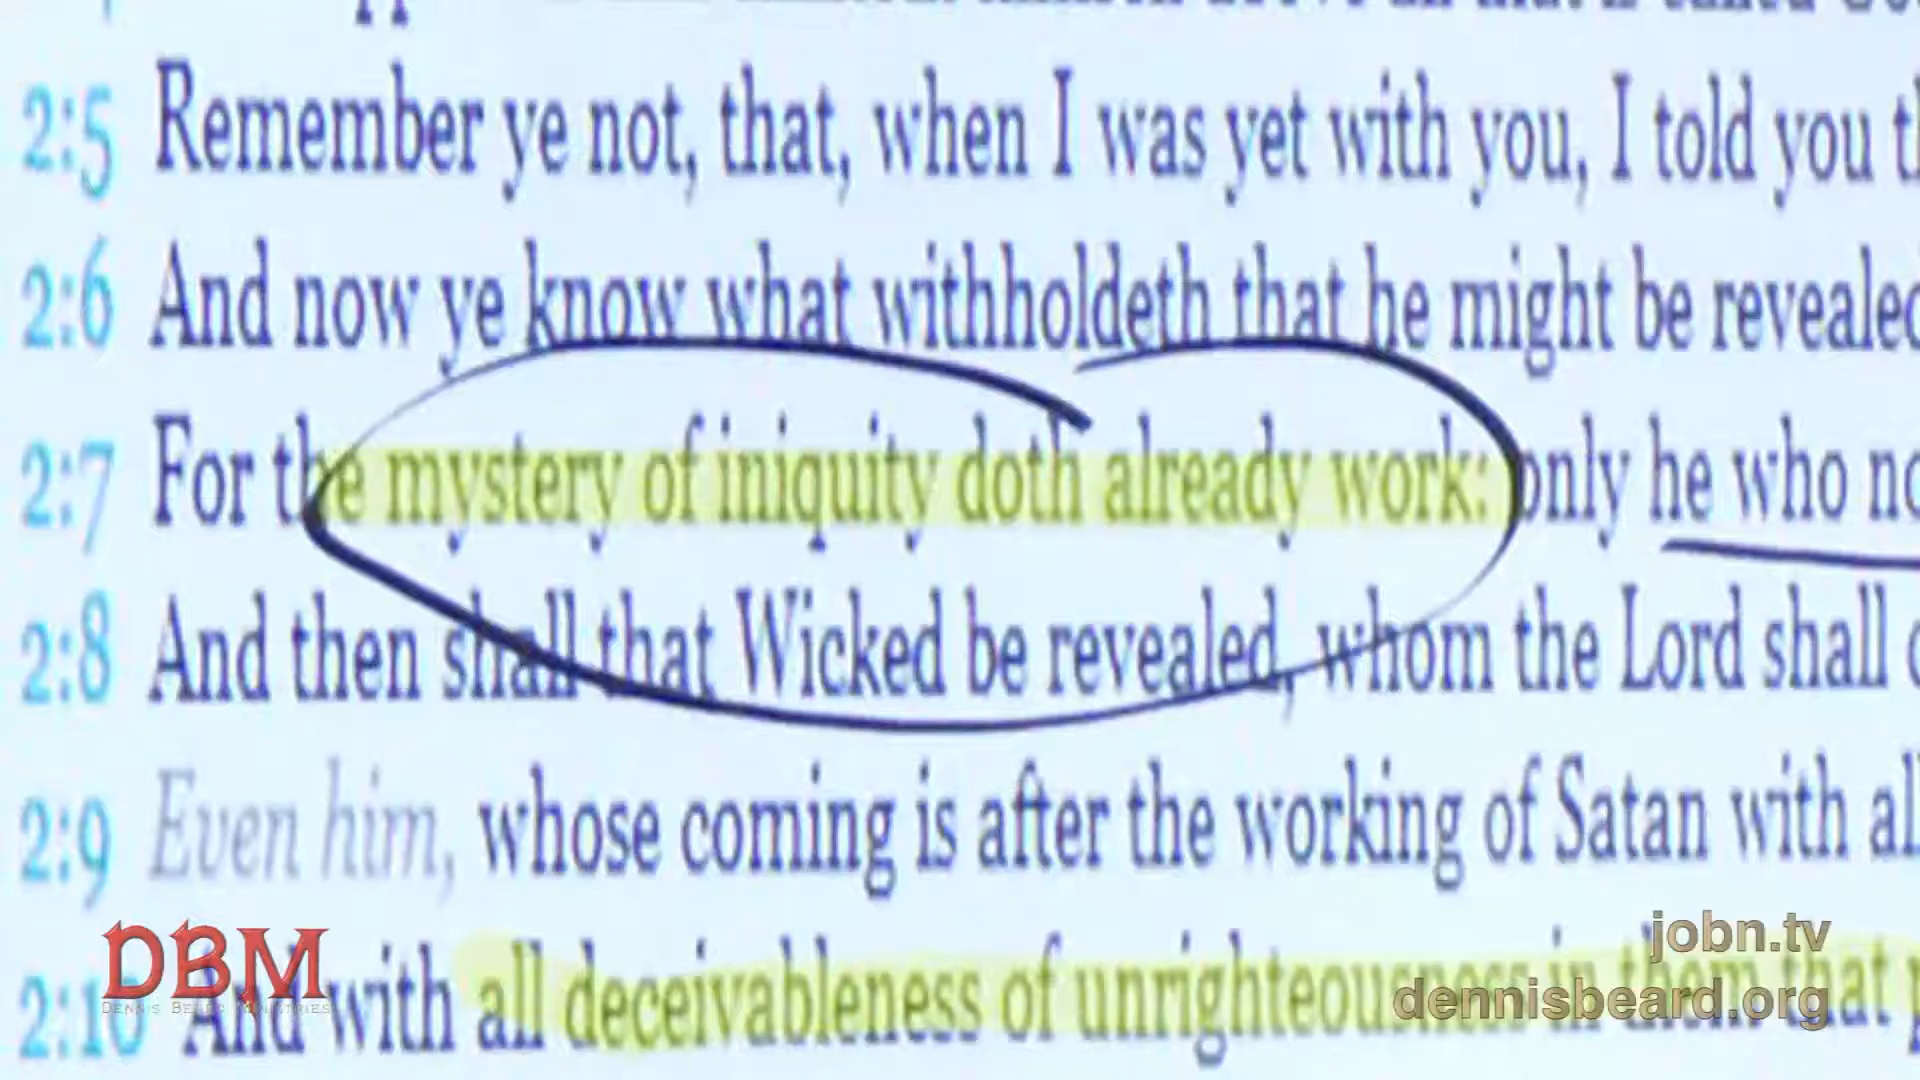 2:5 Remember ye not, that, when I was yet with you, I told you
2:6 And now ye know what withholdeth that he might be revealed
2:7 For the mystery of iniquity doth already work: only he who
2:8 And then shall that Wicked be revealed, whom the Lord shall
2:9 Even him, whose coming is after the working of Satan with
2:10 And with all deceivableness of unrighteousness in them that
DBM
DENNIS BEARD MINISTRIES
jobn.tv
dennisbeard.org